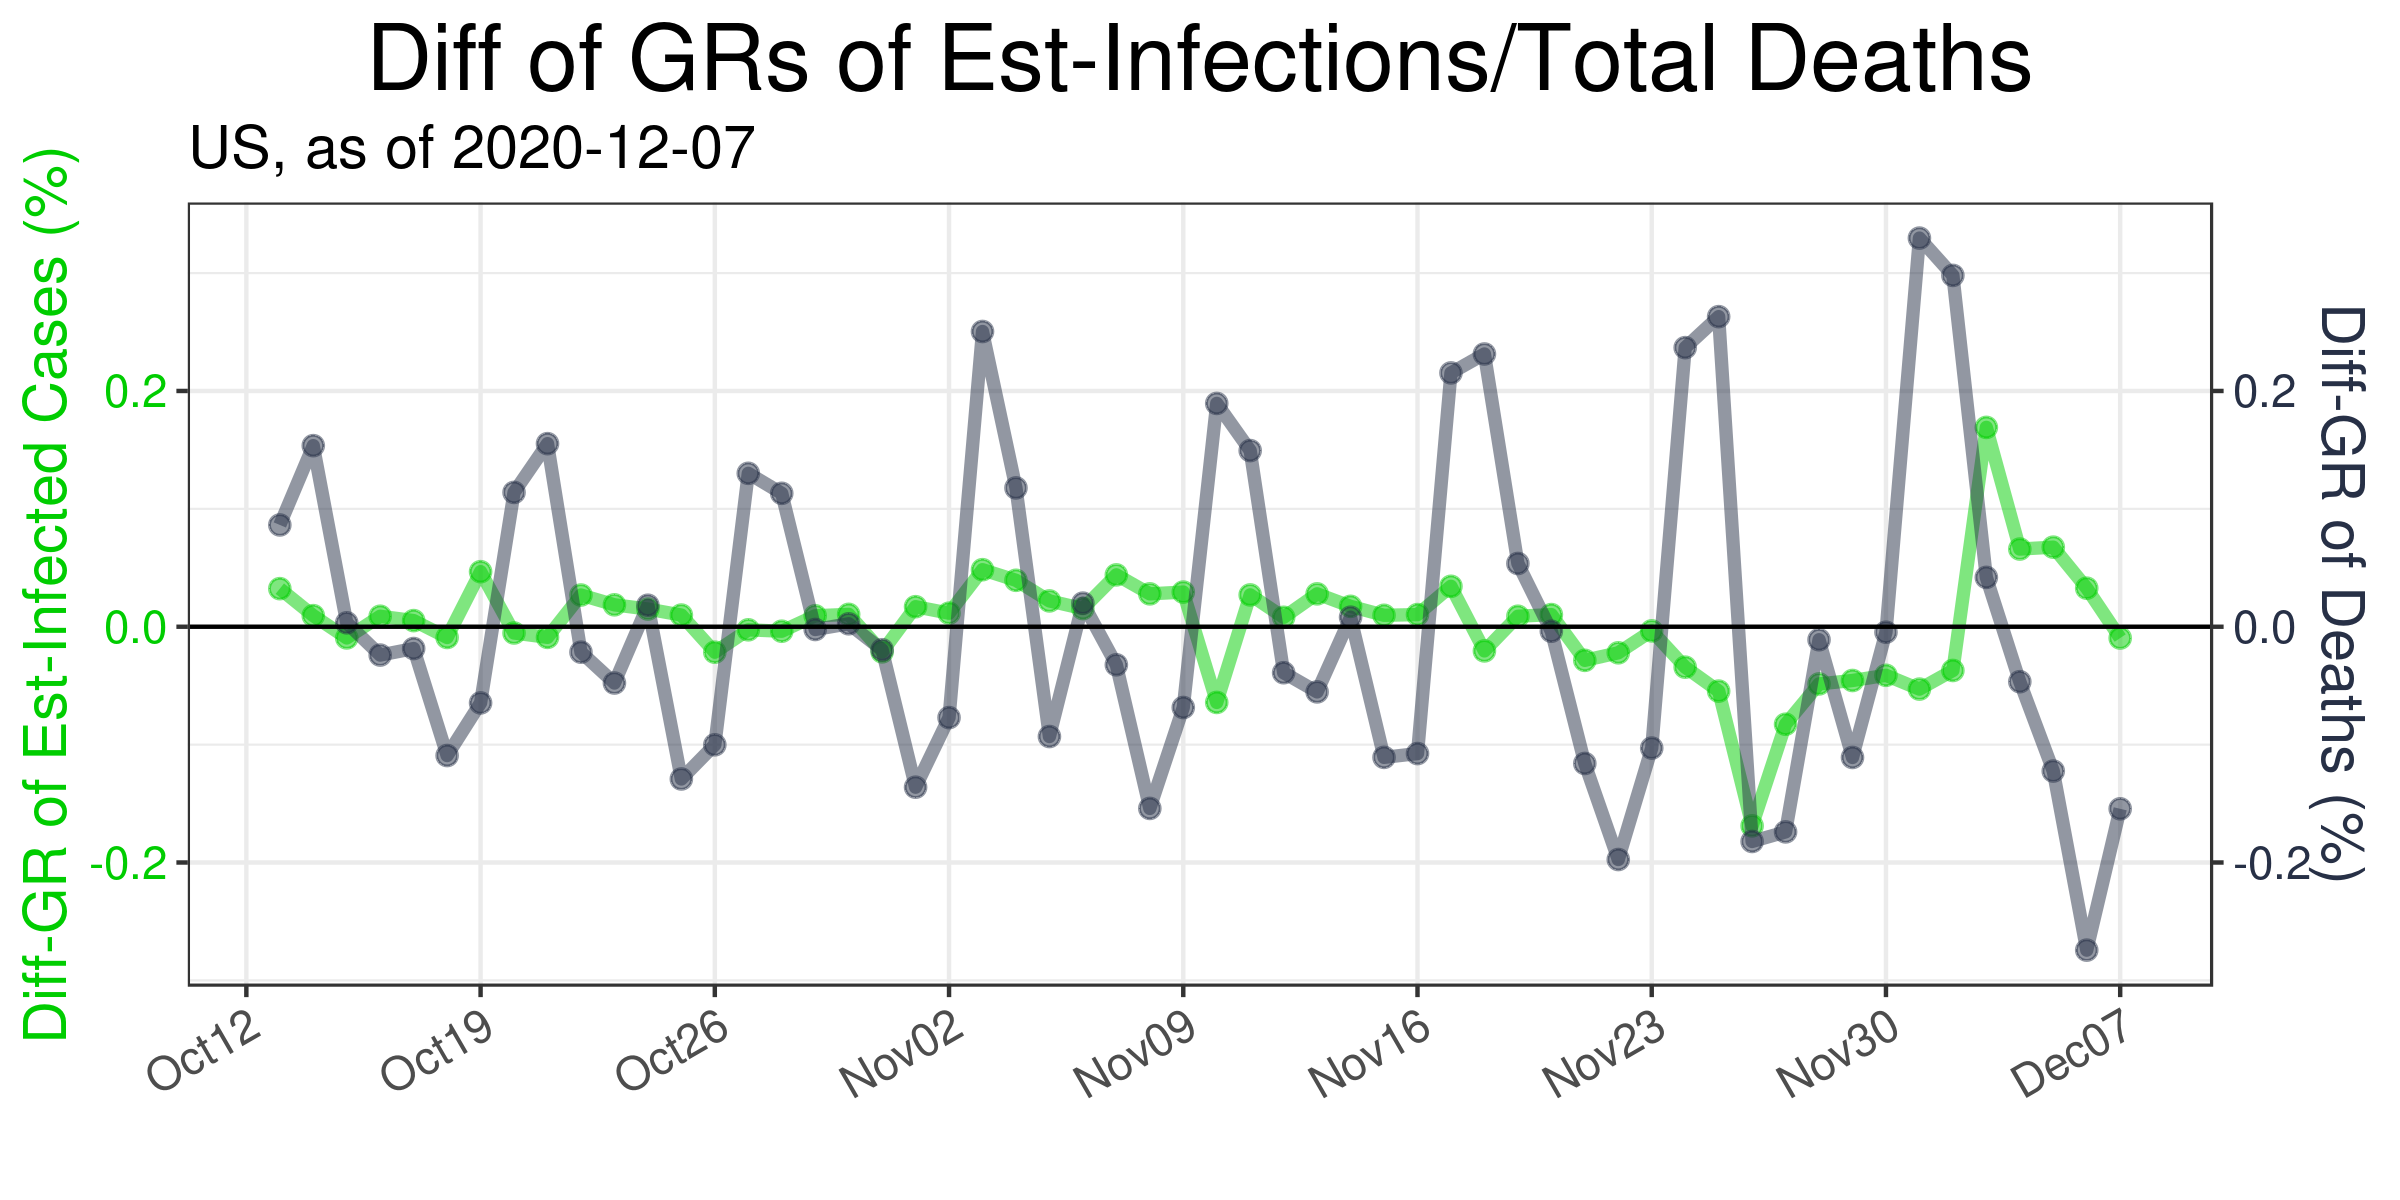 Diff of GRs of Est-Infections/Total Deaths
US, as of 2020-12-07
Diff-GR of Est-Infected Cases (%)
0.2
0.0
-0.2
0.2
0.0
-0.2
Diff-GR of Deaths (%)
Oct12
Oct19
Oct26
Nov02
Nov09
Nov16
Nov23
Nov30
Dec07